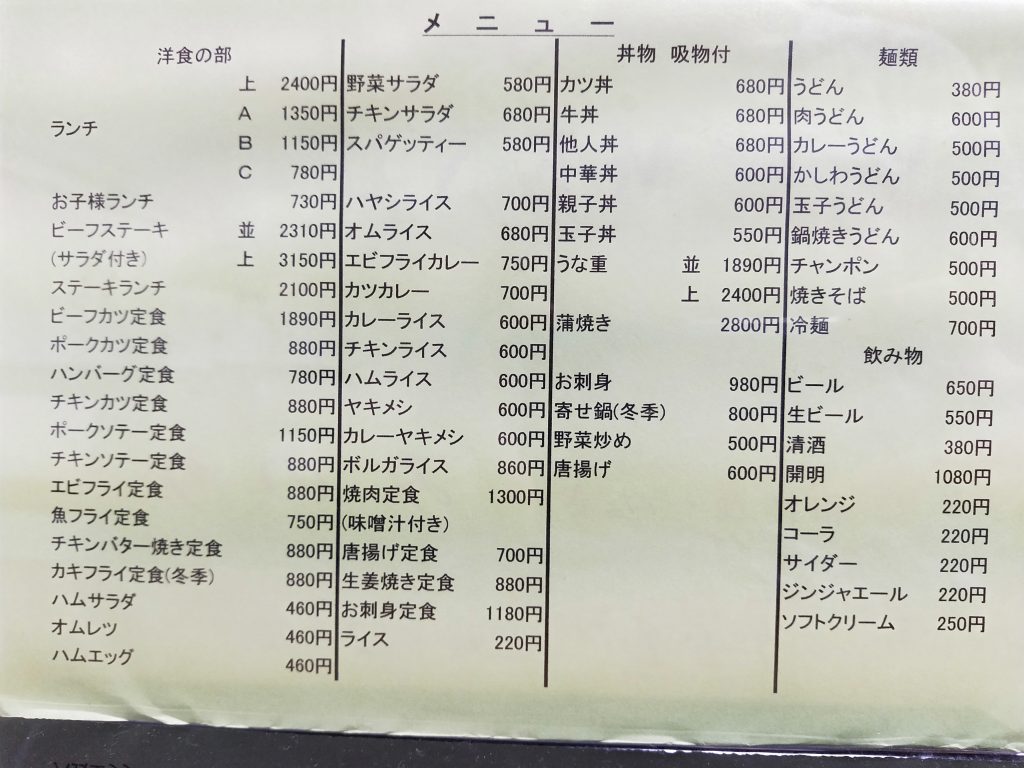 メニュー
洋食の部
ランチ 上 2400円
A 1350円
B 1150円
C 780円
お子様ランチ 730円
ビーフステーキ 並 2310円
(サラダ付き) 上 3150円
ステーキランチ 2100円
ビーフカツ定食 1890円
ポークカツ定食 880円
ハンバーグ定食 780円
チキンカツ定食 880円
ポークソテー定食 1150円
チキンソテー定食 880円
エビフライ定食 880円
魚フライ定食 750円
チキンバター焼き定食 880円
カキフライ定食(冬季) 880円
ハムサラダ 460円
オムレツ 460円
ハムエッグ 460円
野菜サラダ 580円
チキンサラダ 680円
スパゲッティー 580円
ハヤシライス 700円
オムライス 680円
エビフライカレー 750円
カツカレー 700円
カレーライス 600円
チキンライス 600円
ハムライス 600円
ヤキメシ 600円
カレーヤキメシ 600円
ボルガライス 860円
焼肉定食 1300円
(味噌汁付き)
唐揚げ定食 700円
生姜焼き定食 880円
お刺身定食 1180円
ライス 220円
丼物 吸物付
カツ丼 680円
牛丼 680円
他人丼 680円
中華丼 600円
親子丼 600円
玉子丼 550円
うな重 並 1890円
上 2400円
蒲焼き 2800円
お刺身 980円
寄せ鍋(冬季) 800円
野菜炒め 500円
唐揚げ 600円
麺類
うどん 380円
肉うどん 600円
カレーうどん 500円
かしわうどん 500円
玉子うどん 500円
鍋焼きうどん 600円
チャンポン 500円
焼きそば 500円
冷麺 700円
飲み物
ビール 650円
生ビール 550円
清酒 380円
開明 1080円
オレンジ 220円
コーラ 220円
サイダー 220円
ジンジャエール 220円
ソフトクリーム 250円